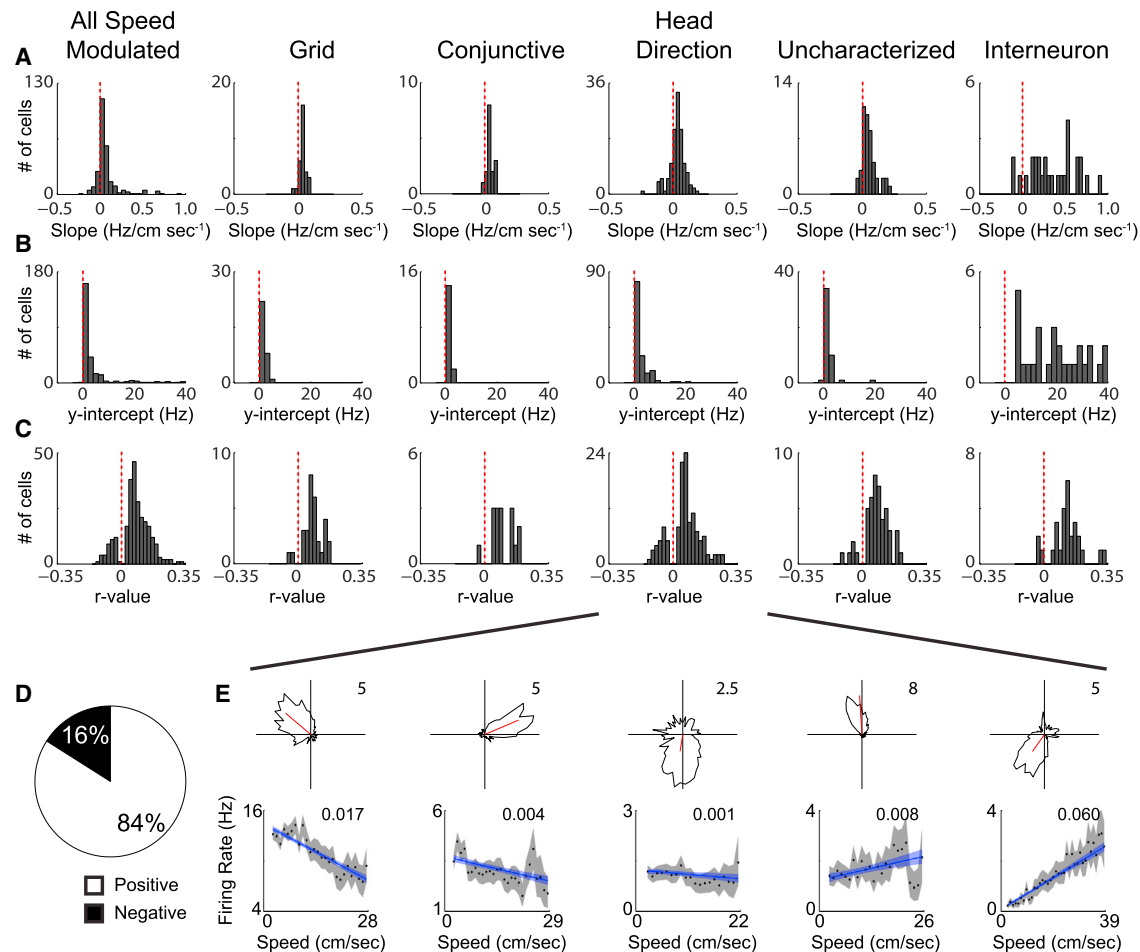 All Speed Modulated
Grid
Conjunctive
Head Direction
Uncharacterized
Interneuron
A
# of cells
130
0
−0.5 0 0.5 1.0
Slope (Hz/cm sec⁻¹)
20
0
−0.5 0 0.5
Slope (Hz/cm sec⁻¹)
10
0
−0.5 0 0.5
Slope (Hz/cm sec⁻¹)
36
0
−0.5 0 0.5
Slope (Hz/cm sec⁻¹)
14
0
−0.5 0 0.5
Slope (Hz/cm sec⁻¹)
6
0
−0.5 0 0.5 1.0
Slope (Hz/cm sec⁻¹)
B
# of cells
180
0
0 20 40
y-intercept (Hz)
30
0
0 20 40
y-intercept (Hz)
16
0
0 20 40
y-intercept (Hz)
90
0
0 20 40
y-intercept (Hz)
40
0
0 20 40
y-intercept (Hz)
6
0
0 20 40
y-intercept (Hz)
C
# of cells
50
0
−0.35 0 0.35
r-value
10
0
−0.35 0 0.35
r-value
6
0
−0.35 0 0.35
r-value
24
0
−0.35 0 0.35
r-value
10
0
−0.35 0 0.35
r-value
8
0
−0.35 0 0.35
r-value
D
16%
84%
Positive
Negative
E
5
5
2.5
8
5
Firing Rate (Hz)
16
4
0.017
0 28
Speed (cm/sec)
6
1
0.004
0 29
Speed (cm/sec)
3
0
0.001
0 22
Speed (cm/sec)
4
0
0.008
0 26
Speed (cm/sec)
4
0
0.060
0 39
Speed (cm/sec)